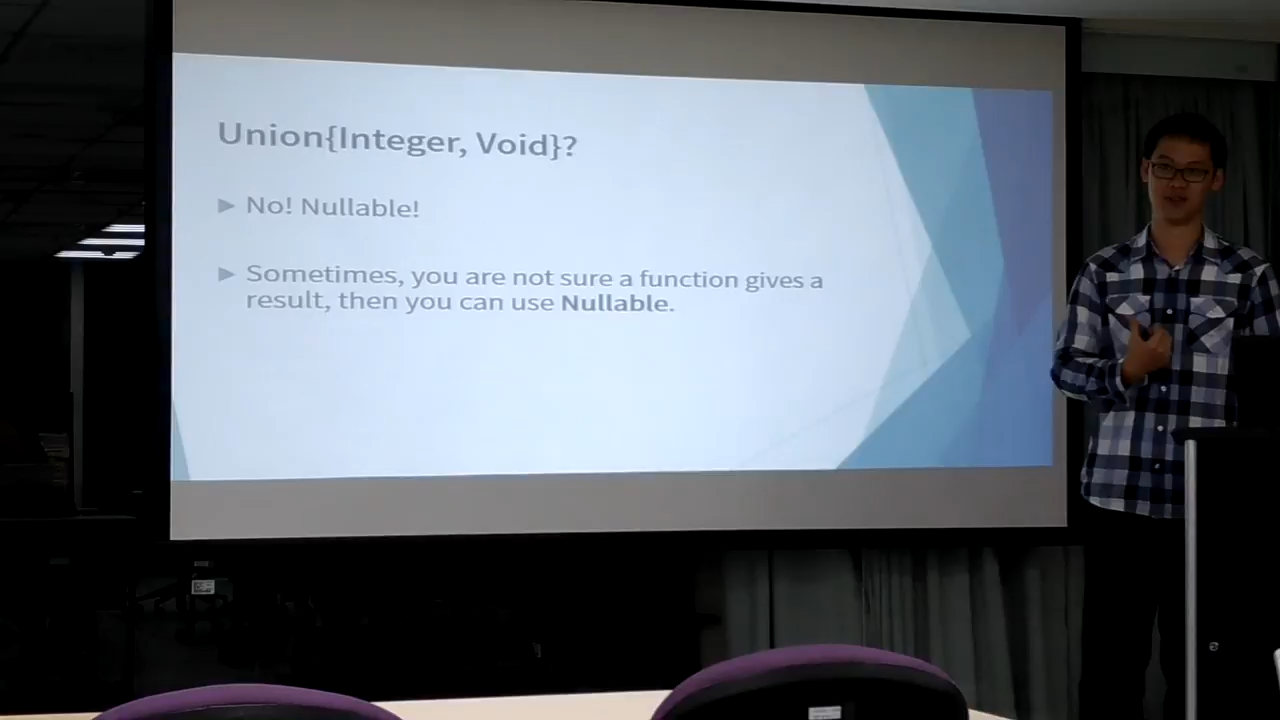 Union{Integer, Void}?
No! Nullable!
Sometimes, you are not sure a function gives a
result, then you can use Nullable.